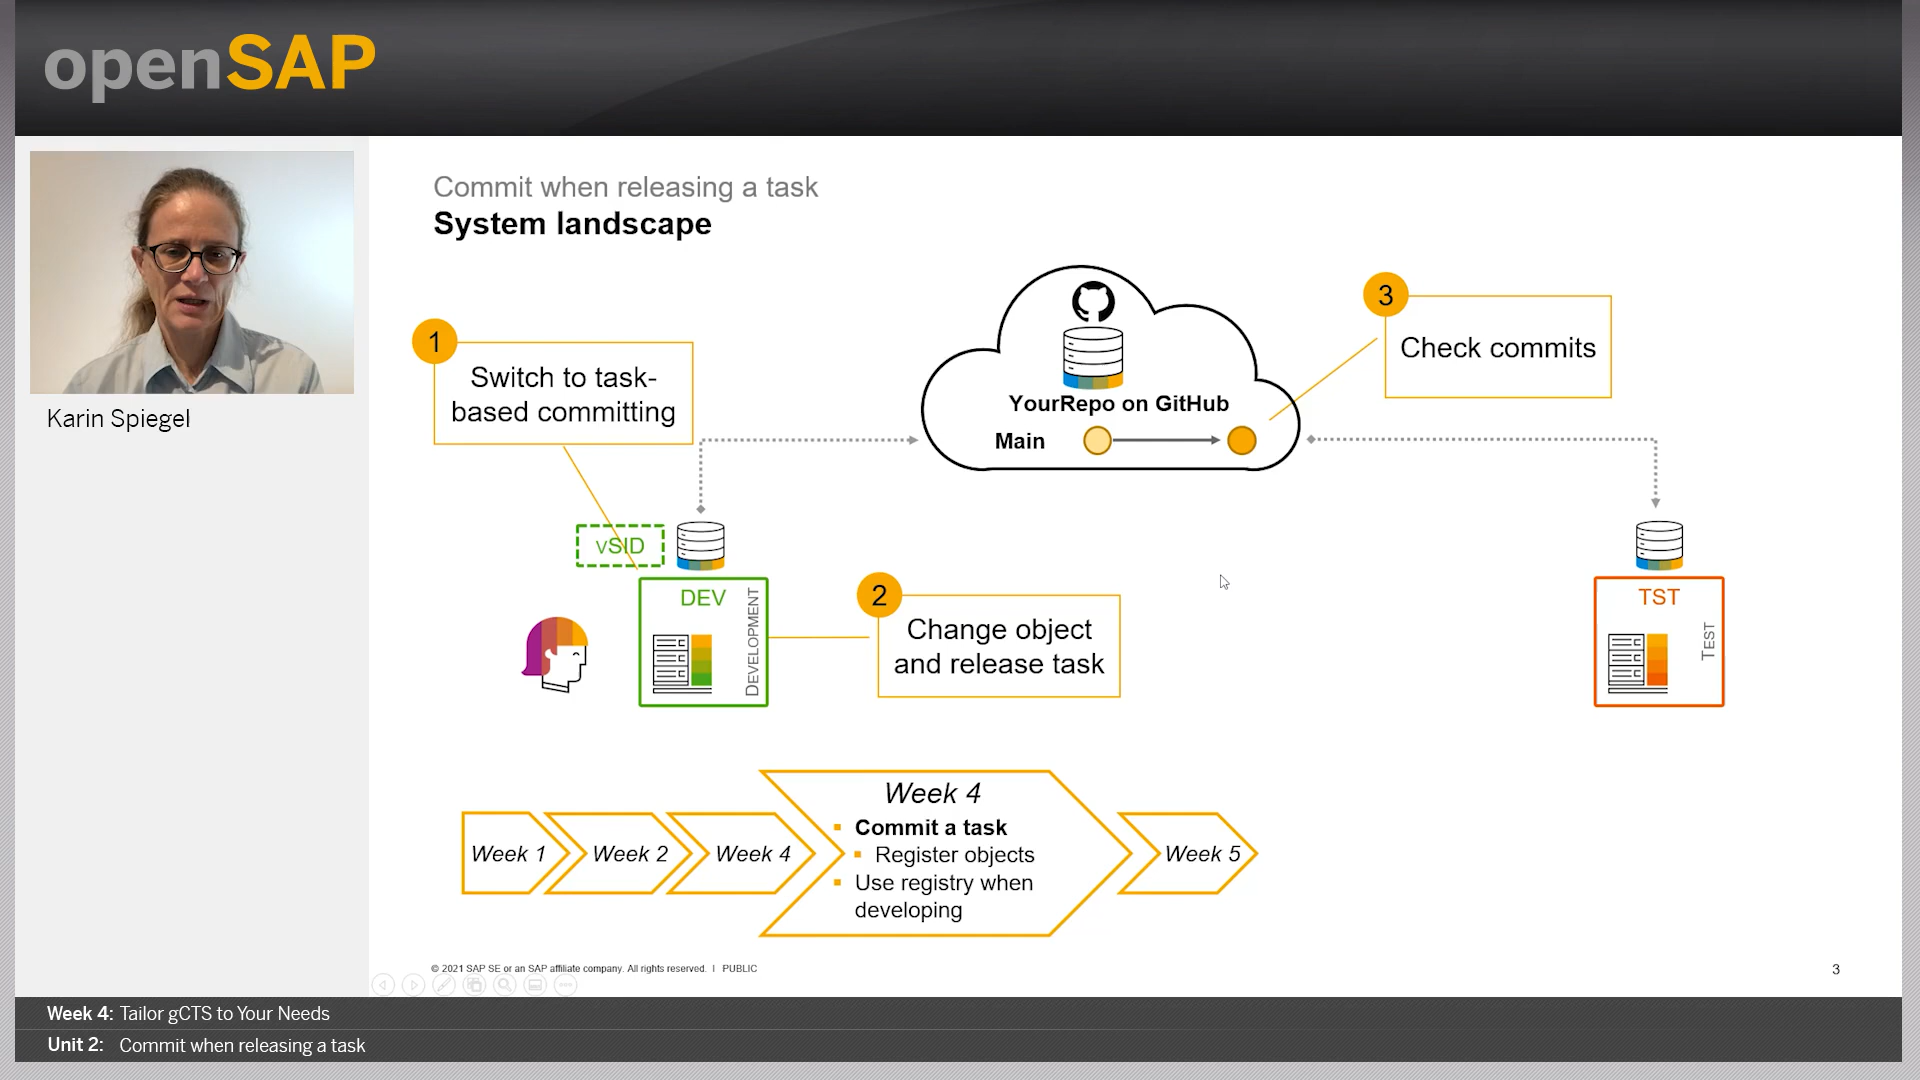 openSAP
Karin Spiegel
Commit when releasing a task
System landscape
1
Switch to task-
based committing
YourRepo on GitHub
Main
3
Check commits
vSID
DEV
DEVELOPMENT
2
Change object
and release task
TST
TEST
Week 1
Week 2
Week 4
Week 4
▪ Commit a task
▪ Register objects
▪ Use registry when
developing
Week 5
© 2021 SAP SE or an SAP affiliate company. All rights reserved. | PUBLIC
3
Week 4: Tailor gCTS to Your Needs
Unit 2: Commit when releasing a task